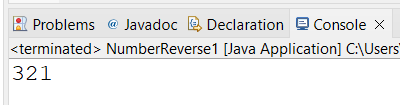 Problems @ Javadoc Declaration Console
<terminated> NumberReverse1 [Java Application] C:\Users\
321